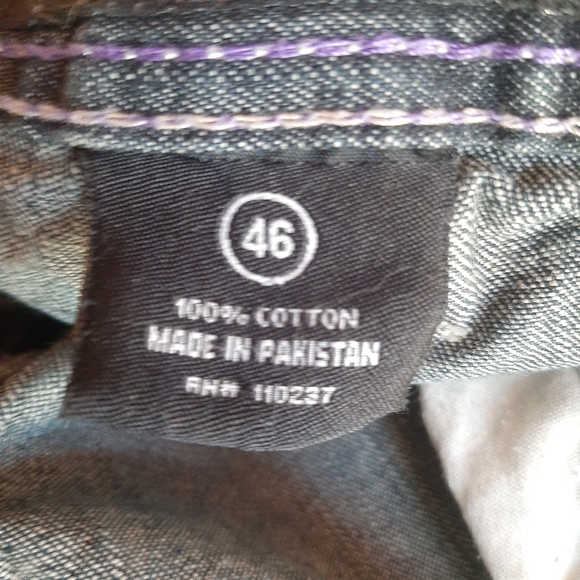 46
100% COTTON
MADE IN PAKISTAN
RN# 110237